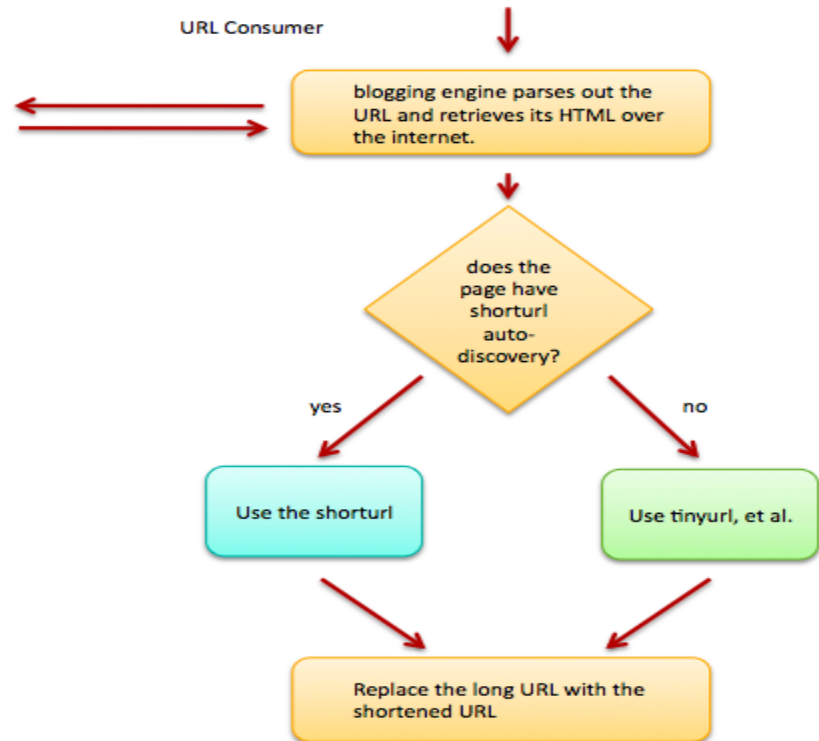 URL Consumer
blogging engine parses out the
URL and retrieves its HTML over
the internet.
does the
page have
shorturl
auto-
discovery?
yes
no
Use the shorturl
Use tinyurl, et al.
Replace the long URL with the
shortened URL